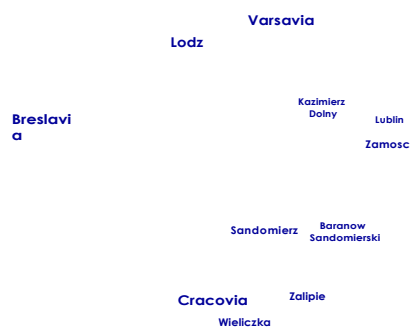 Varsavia
Lodz
Kazimierz
Dolny
Breslavi
a
Lublin
Zamosc
Sandomierz
Baranow
Sandomierski
Cracovia
Zalipie
Wieliczka